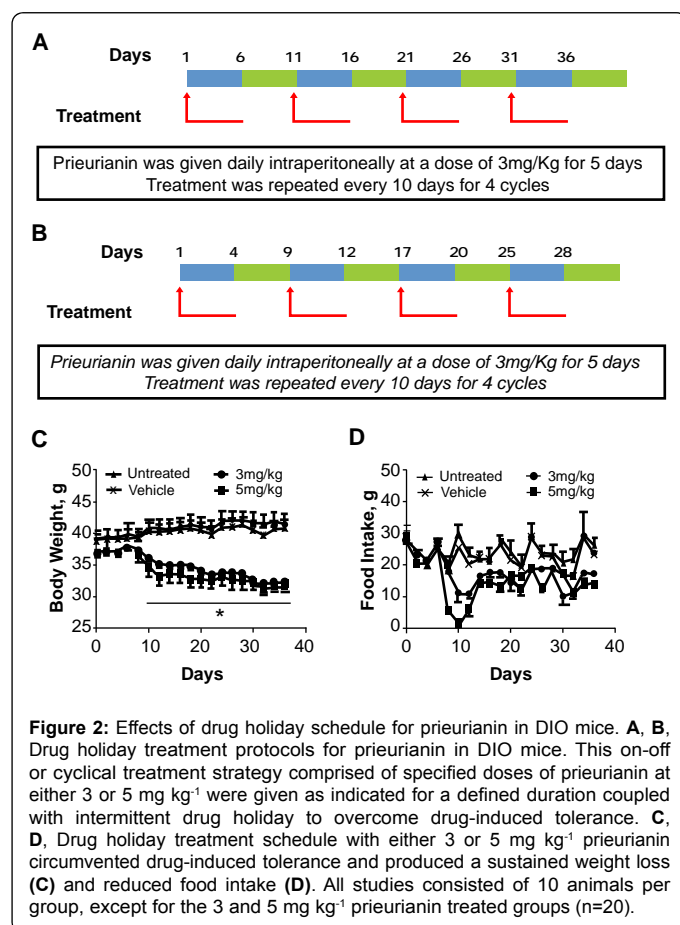 A
Days 1 6 11 16 21 26 31 36
Treatment
Prieurianin was given daily intraperitoneally at a dose of 3mg/Kg for 5 days
Treatment was repeated every 10 days for 4 cycles
B
Days 1 4 9 12 17 20 25 28
Treatment
Prieurianin was given daily intraperitoneally at a dose of 3mg/Kg for 5 days
Treatment was repeated every 10 days for 4 cycles
C
Untreated 3mg/kg
Vehicle 5mg/kg
Body Weight, g
50
45
40
35
30
25
*
0 10 20 30 40
Days
D
Untreated 3mg/kg
Vehicle 5mg/kg
Food Intake, g
50
40
30
20
10
0
0 10 20 30 40
Days
Figure 2: Effects of drug holiday schedule for prieurianin in DIO mice. A, B,
Drug holiday treatment protocols for prieurianin in DIO mice. This on-off
or cyclical treatment strategy comprised of specified doses of prieurianin at
either 3 or 5 mg kg⁻¹ were given as indicated for a defined duration coupled
with intermittent drug holiday to overcome drug-induced tolerance. C,
D, Drug holiday treatment schedule with either 3 or 5 mg kg⁻¹ prieurianin
circumvented drug-induced tolerance and produced a sustained weight loss
(C) and reduced food intake (D). All studies consisted of 10 animals per
group, except for the 3 and 5 mg kg⁻¹ prieurianin treated groups (n=20).